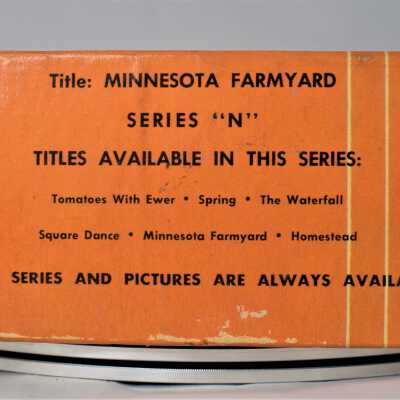 Title: MINNESOTA FARMYARD
SERIES "N"
TITLES AVAILABLE IN THIS SERIES:
Tomatoes With Ewer • Spring • The Waterfall
Square Dance • Minnesota Farmyard • Homestead
SERIES AND PICTURES ARE ALWAYS